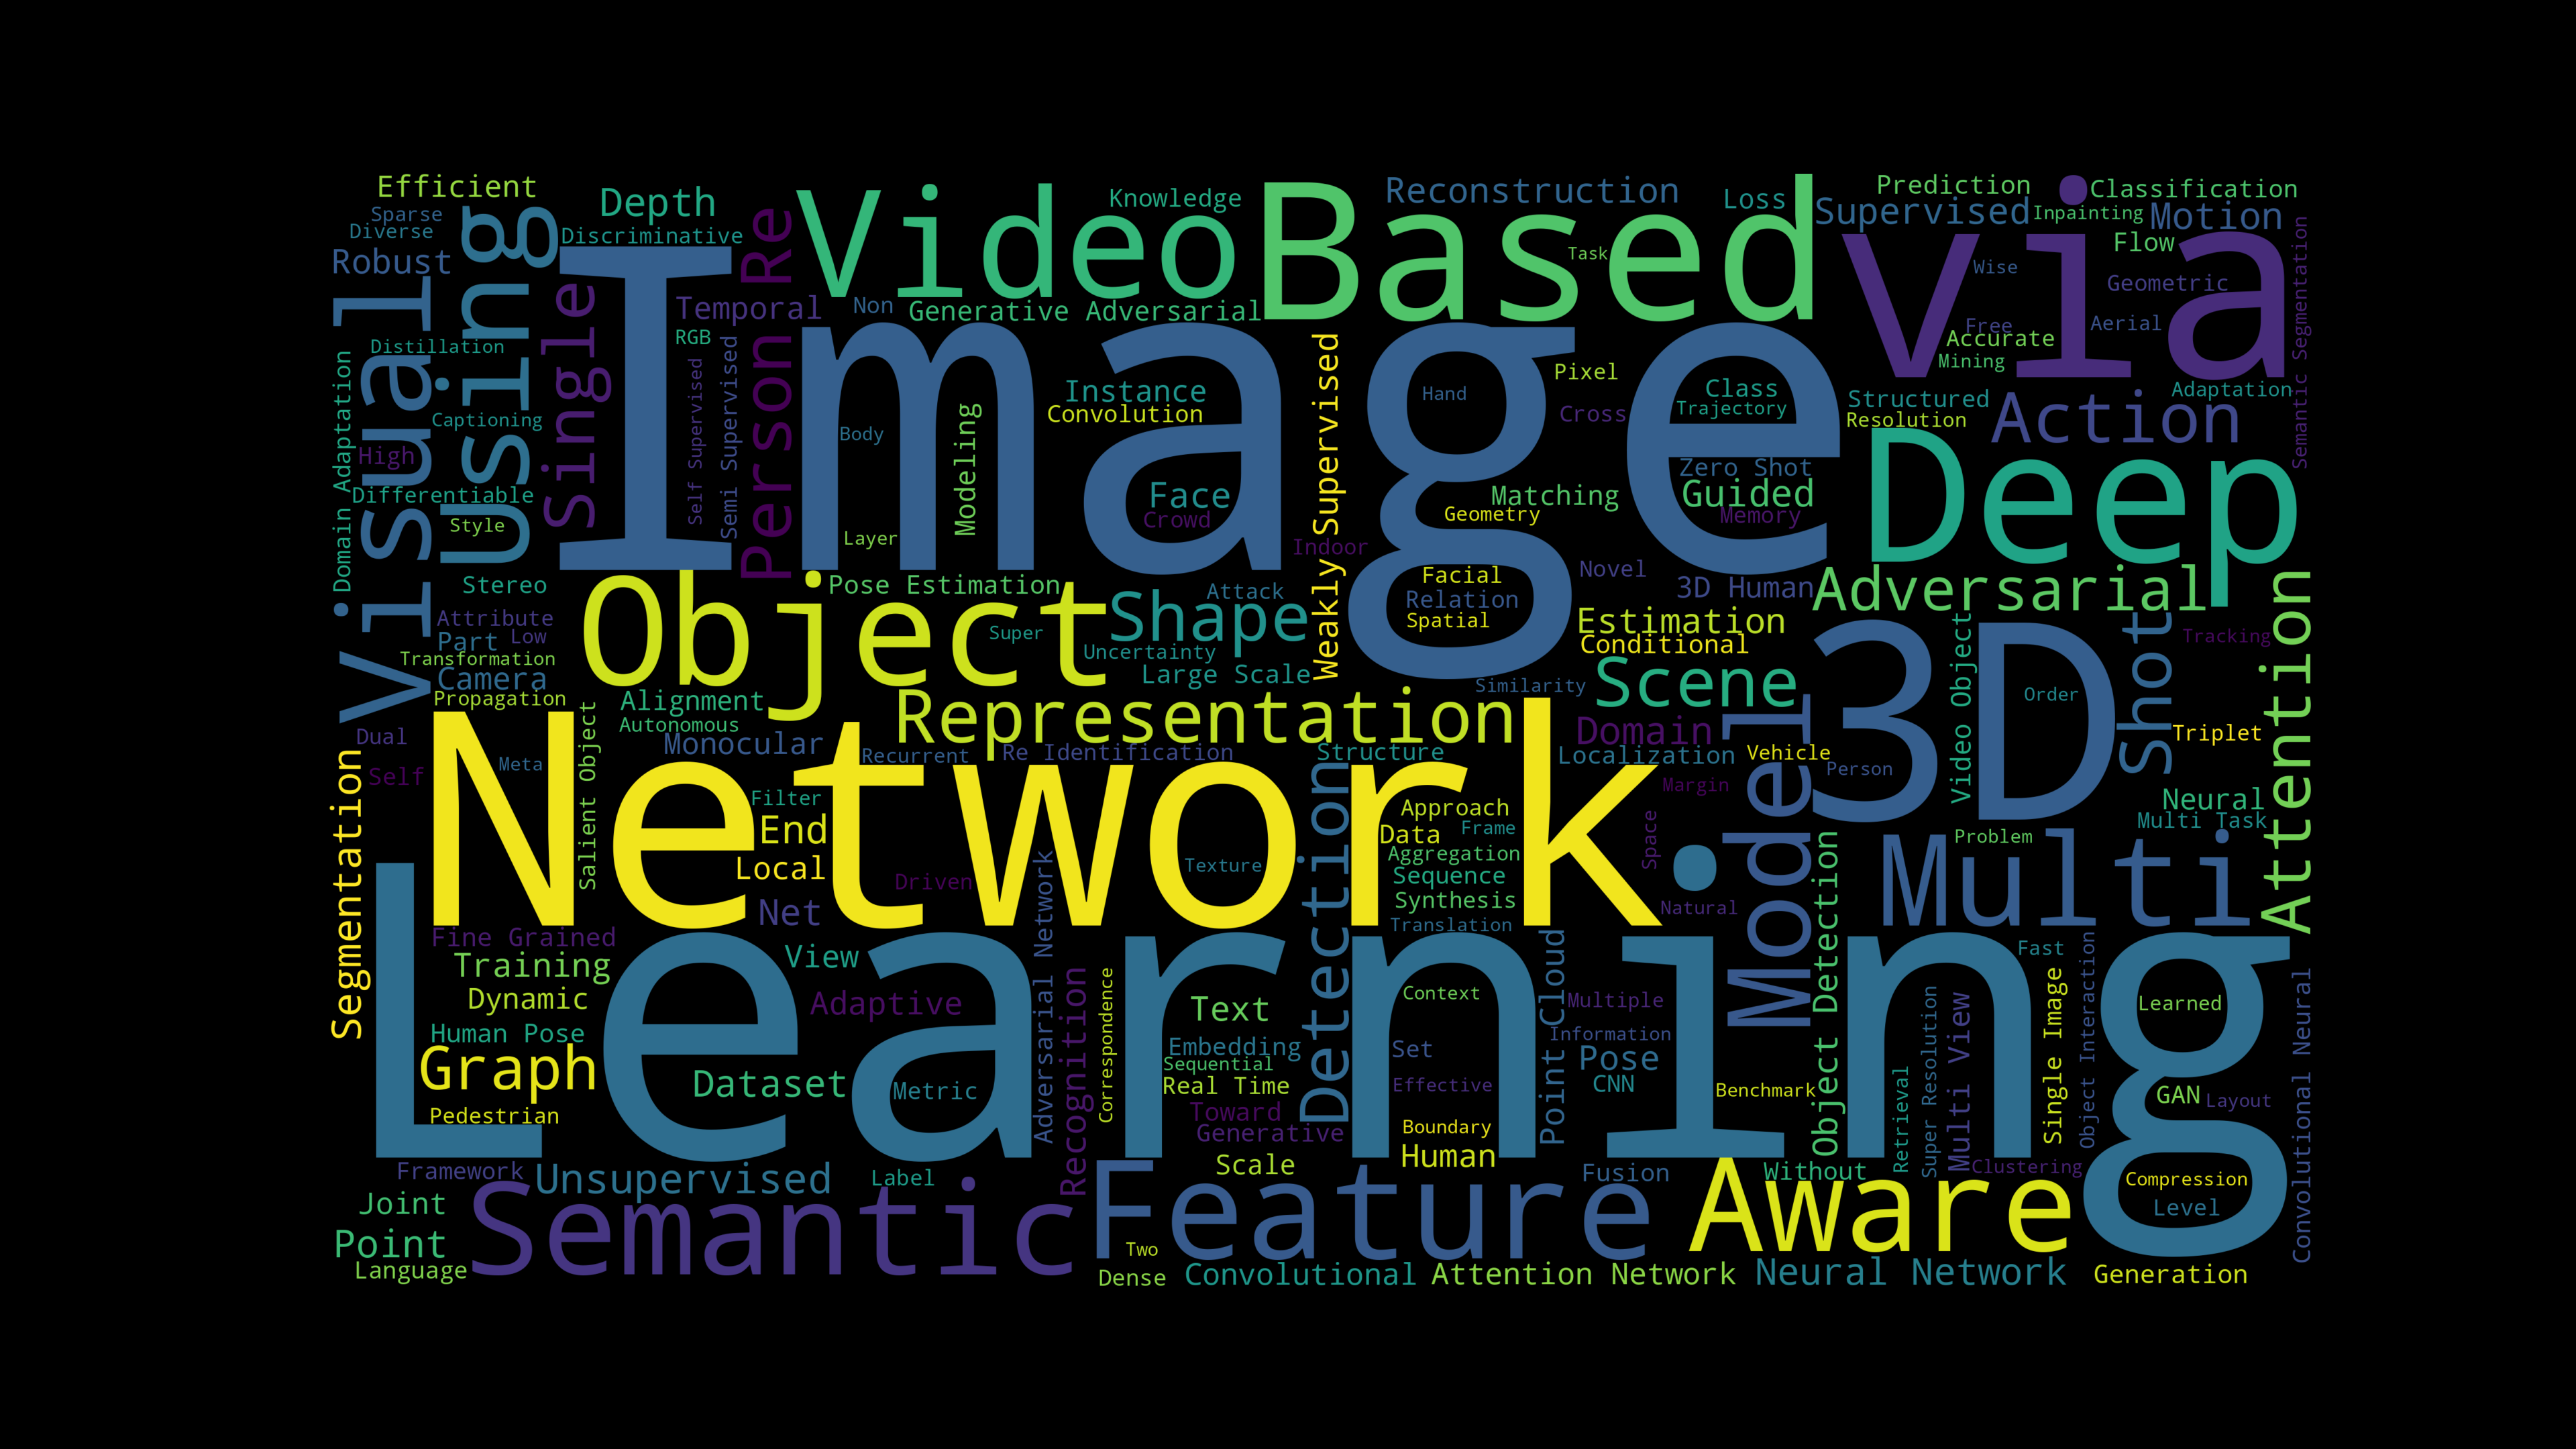 Efficient
Sparse
Diverse
Robust
Depth
Discriminative
Video
Knowledge
Based
Reconstruction
Loss
Task
Prediction
Supervised
Classification
Inpainting
Motion
Flow
via
Wise
Geometric
Free
Aerial
Accurate
Mining
Semantic Segmentation
Visual
Using
Single
Image
Person Re
Temporal
Non
Generative Adversarial
RGB
Self Supervised
Semi Supervised
Distillation
Domain Adaptation
Captioning
High
Differentiable
Style
Body
Layer
Modeling
Instance
Convolution
Face
Crowd
Indoor
Weakly Supervised
Hand
Pixel
Cross
Matching
Geometry
Class
Trajectory
Zero Shot
Guided
Memory
Structured
Resolution
Adaptation
Action
Deep
Stereo
Attribute
Part
Low
Transformation
Camera
Propagation
Object
Pose Estimation
Super
Shape
Attack
Uncertainty
Large Scale
Facial
Relation
Spatial
Novel
3D Human
Estimation
Conditional
Similarity
Scene
Adversarial
3D
Video Object
Order
Shot
Tracking
Attention
Triplet
Alignment
Autonomous
Monocular
Representation
Recurrent
Re Identification
Structure
Domain
Localization
Vehicle
Person
Margin
Model
Dual
Self
Meta
Salient Object
Network
Segmentation
Filter
End
Local
Net
Driven
Texture
Detection
Approach
Data
Frame
Aggregation
Sequence
Synthesis
Translation
Space
Natural
Neural
Multi Task
Problem
Multi
Object Detection
Learning
Fine Grained
Training
Dynamic
Human Pose
Graph
Pedestrian
View
Adaptive
Dataset
Metric
Adversarial Network
Recognition
Correspondence
Text
Embedding
Sequential
Real Time
Toward
Generative
Scale
Context
Set
Effective
Boundary
Human
Point Cloud
Multiple
Information
Pose
CNN
Fusion
Benchmark
Without
Retrieval
Super Resolution
Multi View
Clustering
Fast
Single Image
Object Interaction
Learned
GAN
Layout
Compression
Level
Convolutional Neural
Framework
Unsupervised
Label
Joint
Point
Language
Semantic
Feature
Aware
Two
Dense
Convolutional
Attention Network
Neural Network
Generation